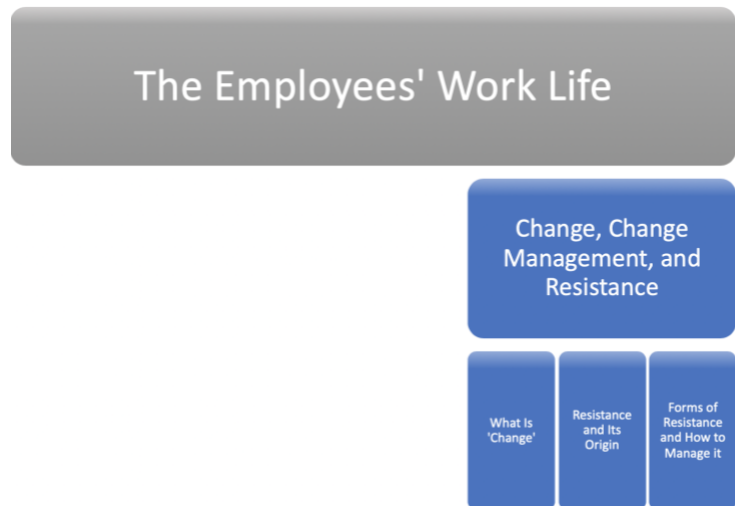 The Employees' Work Life
Change, Change
Management, and
Resistance
What Is
'Change'
Resistance
and Its
Origin
Forms of
Resistance
and How to
Manage it